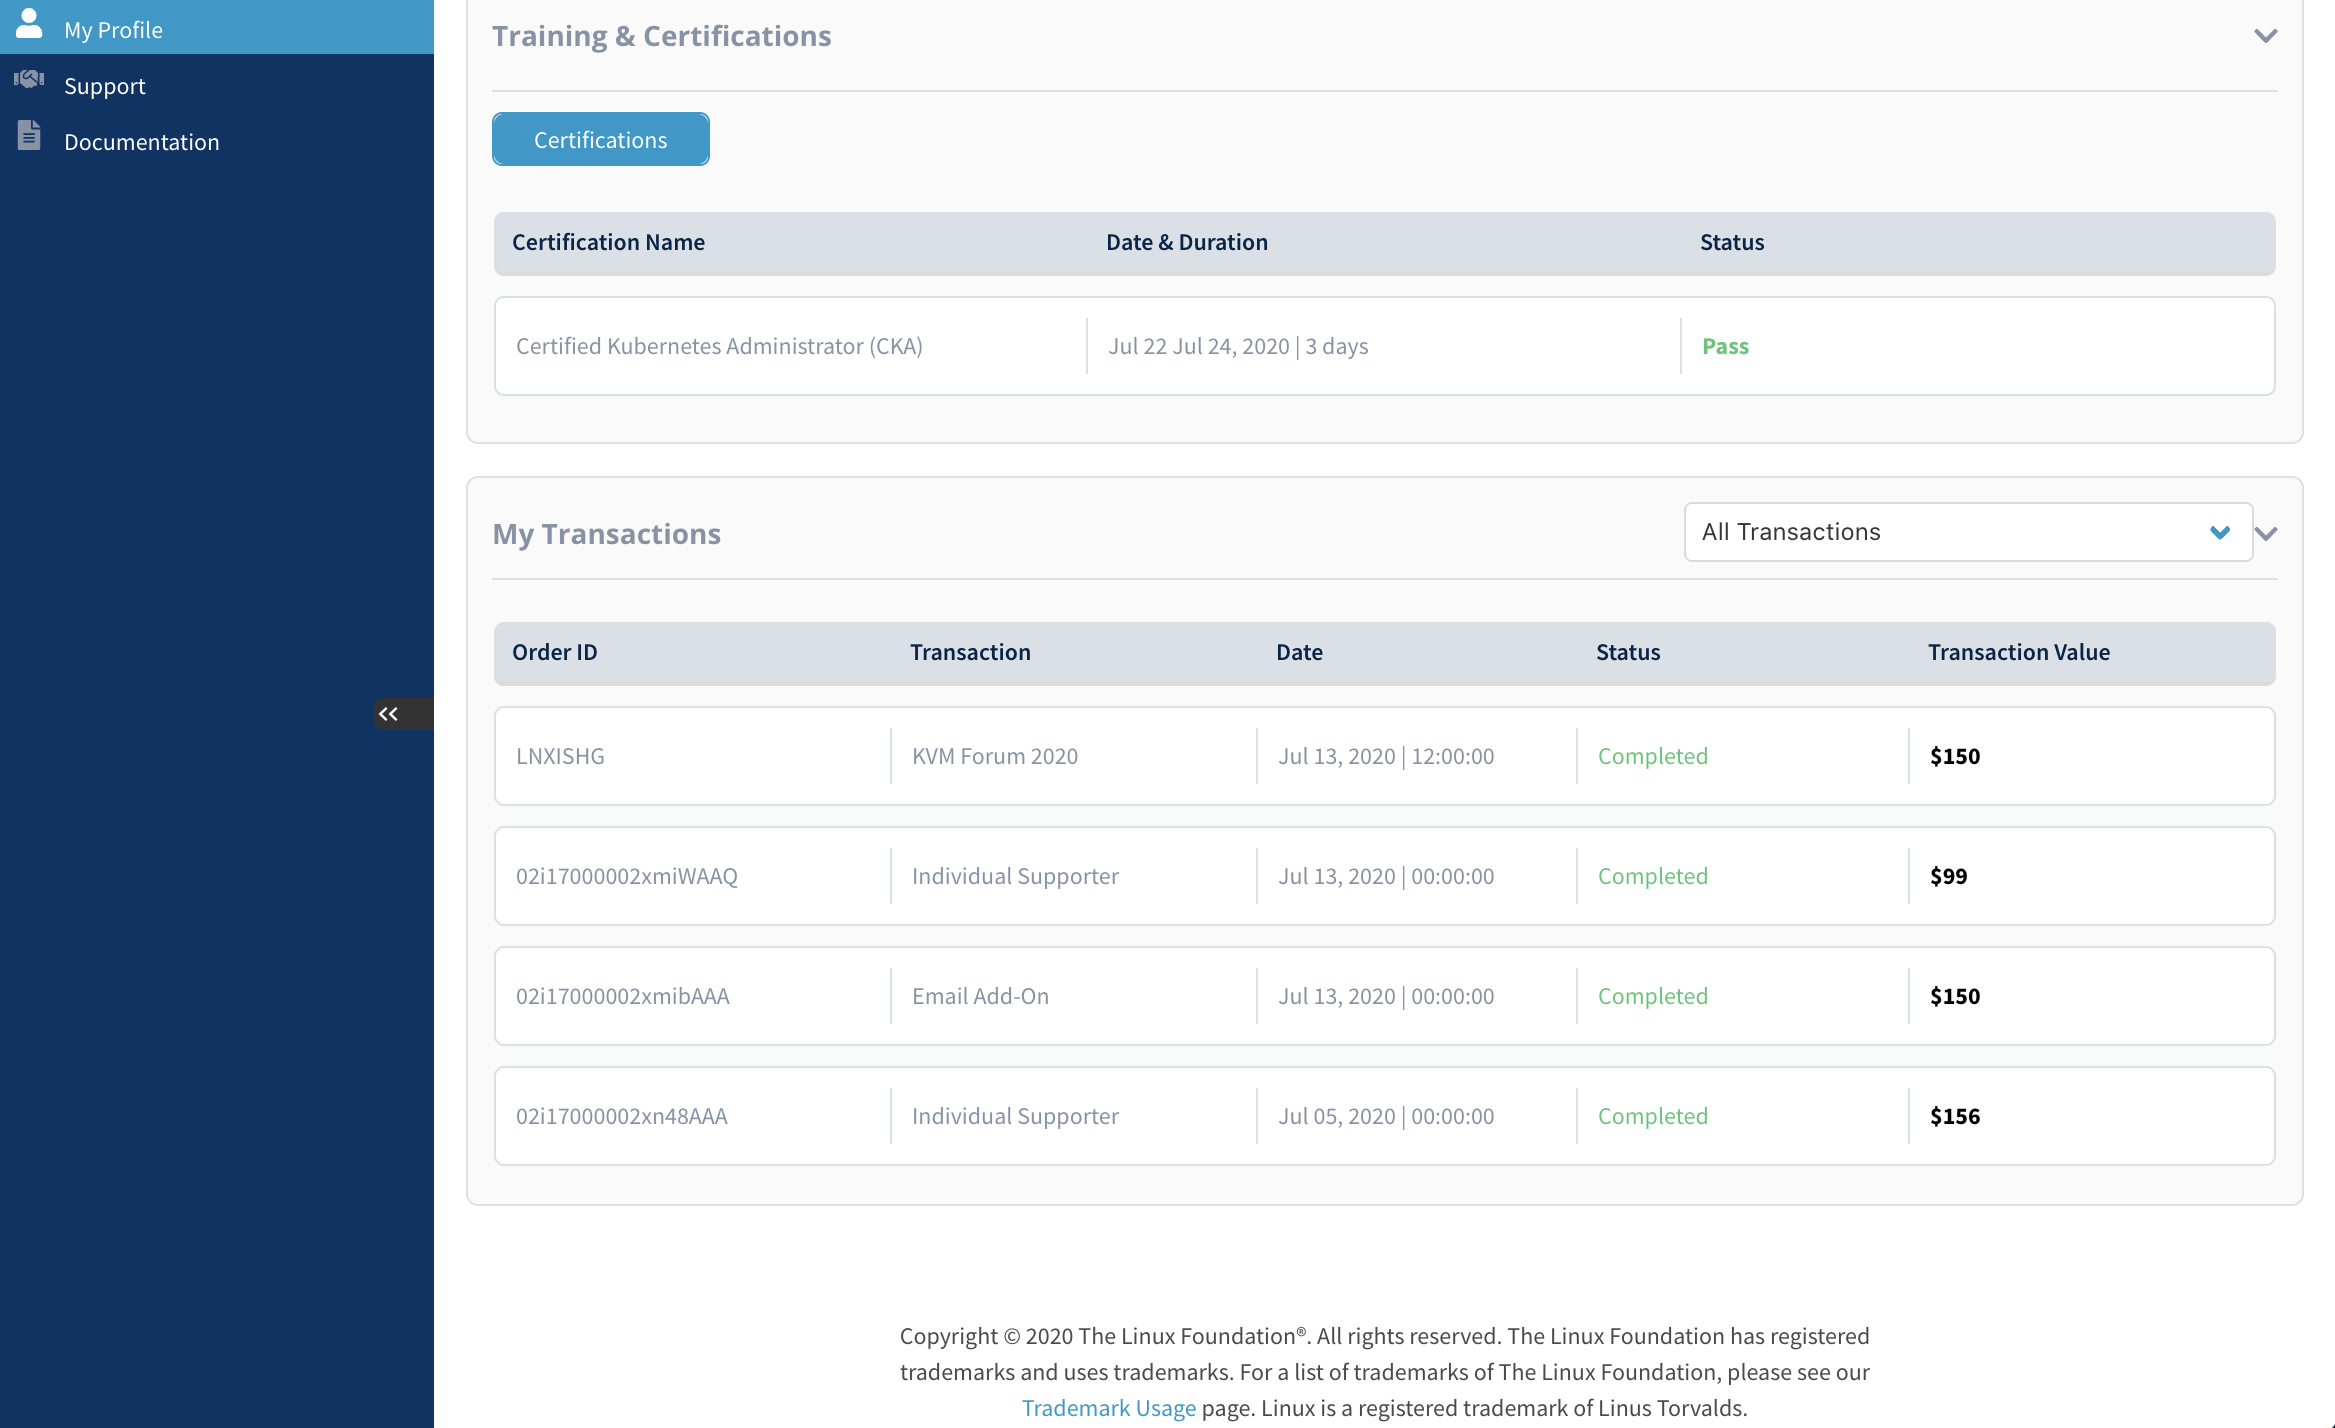 My Profile
Support
Documentation
Training & Certifications
Certifications
Certification Name Date & Duration Status
Certified Kubernetes Administrator (CKA) Jul 22 Jul 24, 2020 | 3 days Pass
My Transactions All Transactions
Order ID Transaction Date Status Transaction Value
LNXISHG KVM Forum 2020 Jul 13, 2020 | 12:00:00 Completed $150
02i17000002xmiWAAQ Individual Supporter Jul 13, 2020 | 00:00:00 Completed $99
02i17000002xmibAAA Email Add-On Jul 13, 2020 | 00:00:00 Completed $150
02i17000002xn48AAA Individual Supporter Jul 05, 2020 | 00:00:00 Completed $156
Copyright © 2020 The Linux Foundation®. All rights reserved. The Linux Foundation has registered
trademarks and uses trademarks. For a list of trademarks of The Linux Foundation, please see our
Trademark Usage page. Linux is a registered trademark of Linus Torvalds.